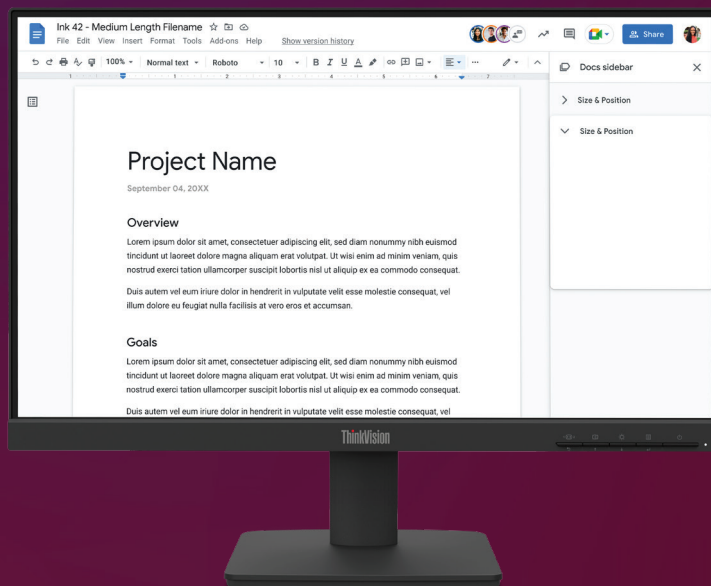 Ink 42 - Medium Length Filename
File Edit View Insert Format Tools Add-ons Help Show version history
Share
100% Normal text Roboto 10 B I U A
Docs sidebar
1 1 2 3 4 5 6 7
Size & Position
Size & Position
Project Name
September 04, 20XX
Overview
Lorem ipsum dolor sit amet, consectetuer adipiscing elit, sed diam nonummy nibh euismod
tincidunt ut laoreet dolore magna aliquam erat volutpat. Ut wisi enim ad minim veniam, quis
nostrud exerci tation ullamcorper suscipit lobortis nisl ut aliquip ex ea commodo consequat.
Duis autem vel eum iriure dolor in hendrerit in vulputate velit esse molestie consequat, vel
illum dolore eu feugiat nulla facilisis at vero eros et accumsan.
Goals
Lorem ipsum dolor sit amet, consectetuer adipiscing elit, sed diam nonummy nibh euismod
tincidunt ut laoreet dolore magna aliquam erat volutpat. Ut wisi enim ad minim veniam, quis
nostrud exerci tation ullamcorper suscipit lobortis nisl ut aliquip ex ea commodo consequat.
Duis autem vel eum iriure dolor in hendrerit in vulputate velit esse molestie consequat, vel
ThinkVision